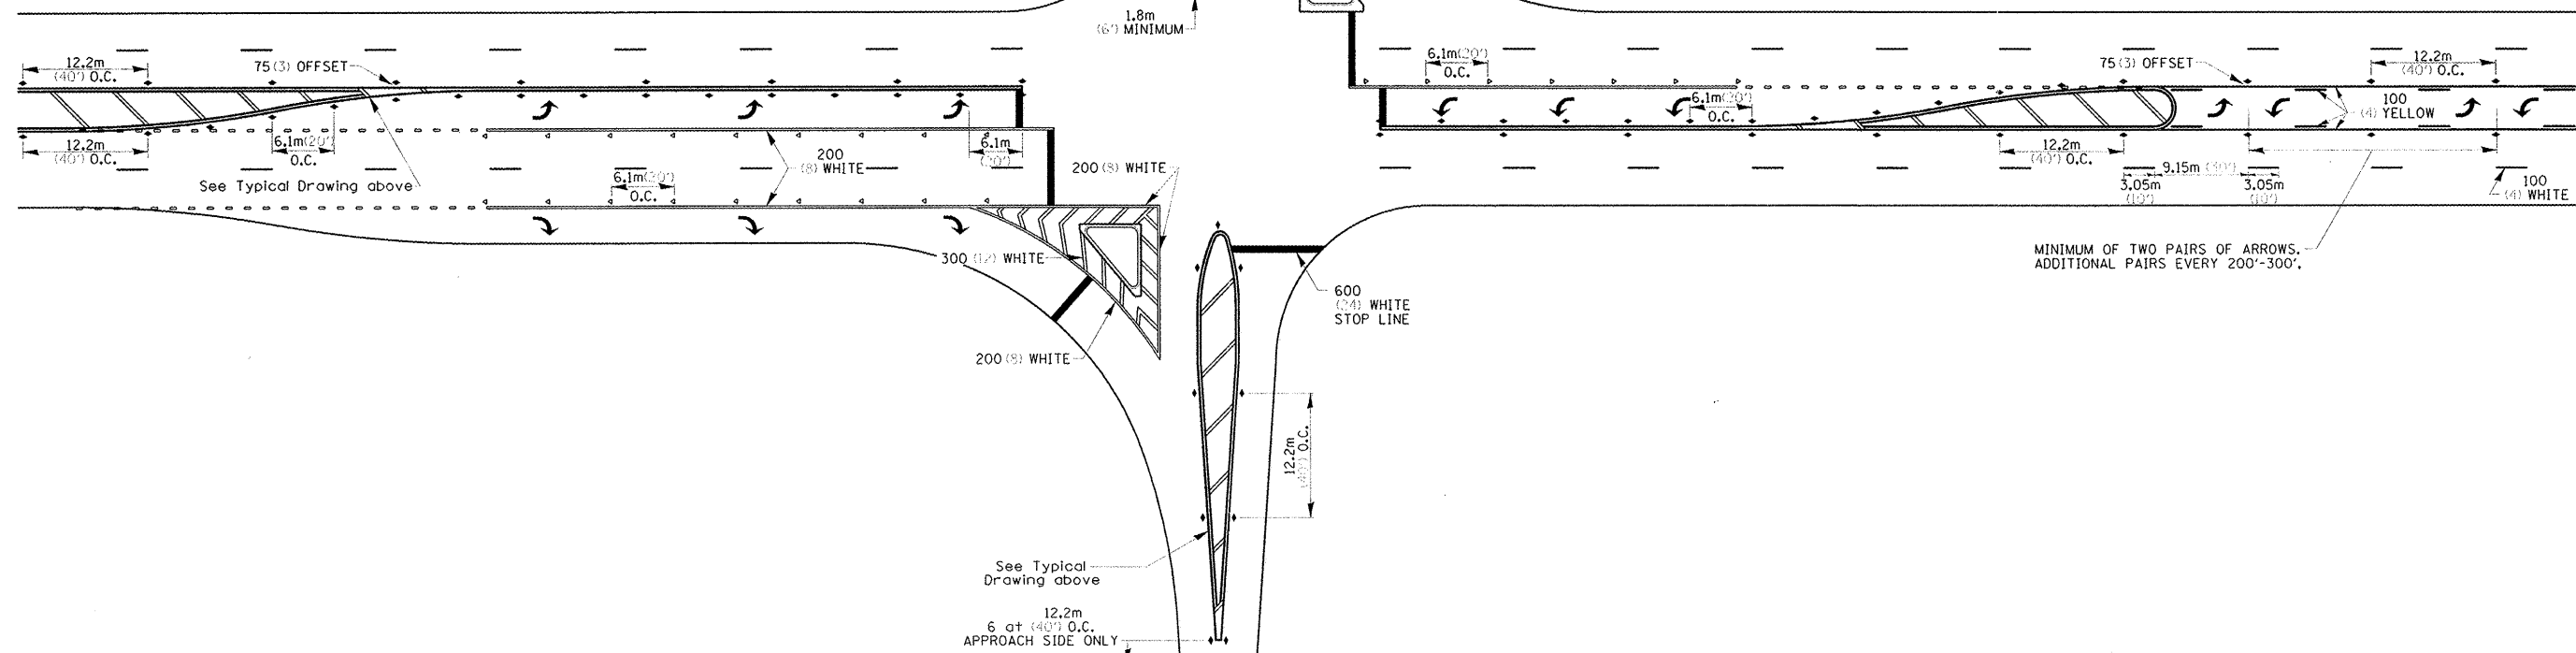 1.8m
(6') MINIMUM
12.2m
(40') O.C.
75 (3) OFFSET
6.1m (20')
O.C.
75 (3) OFFSET
12.2m
(40') O.C.
12.2m
(40') O.C.
6.1m (20')
O.C.
See Typical Drawing above
6.1m (20')
O.C.
200
(8) WHITE
6.1m
(20')
200 (8) WHITE
6.1m (20')
O.C.
12.2m
(40') O.C.
100
(4) YELLOW
9.15m (30')
3.05m
(10')
3.05m
(10')
100
(4) WHITE
300 (12) WHITE
200 (8) WHITE
600
(24) WHITE
STOP LINE
MINIMUM OF TWO PAIRS OF ARROWS.
ADDITIONAL PAIRS EVERY 200'-300'.
12.2m
(40') O.C.
See Typical
Drawing above
12.2m
6 at (40') O.C.
APPROACH SIDE ONLY